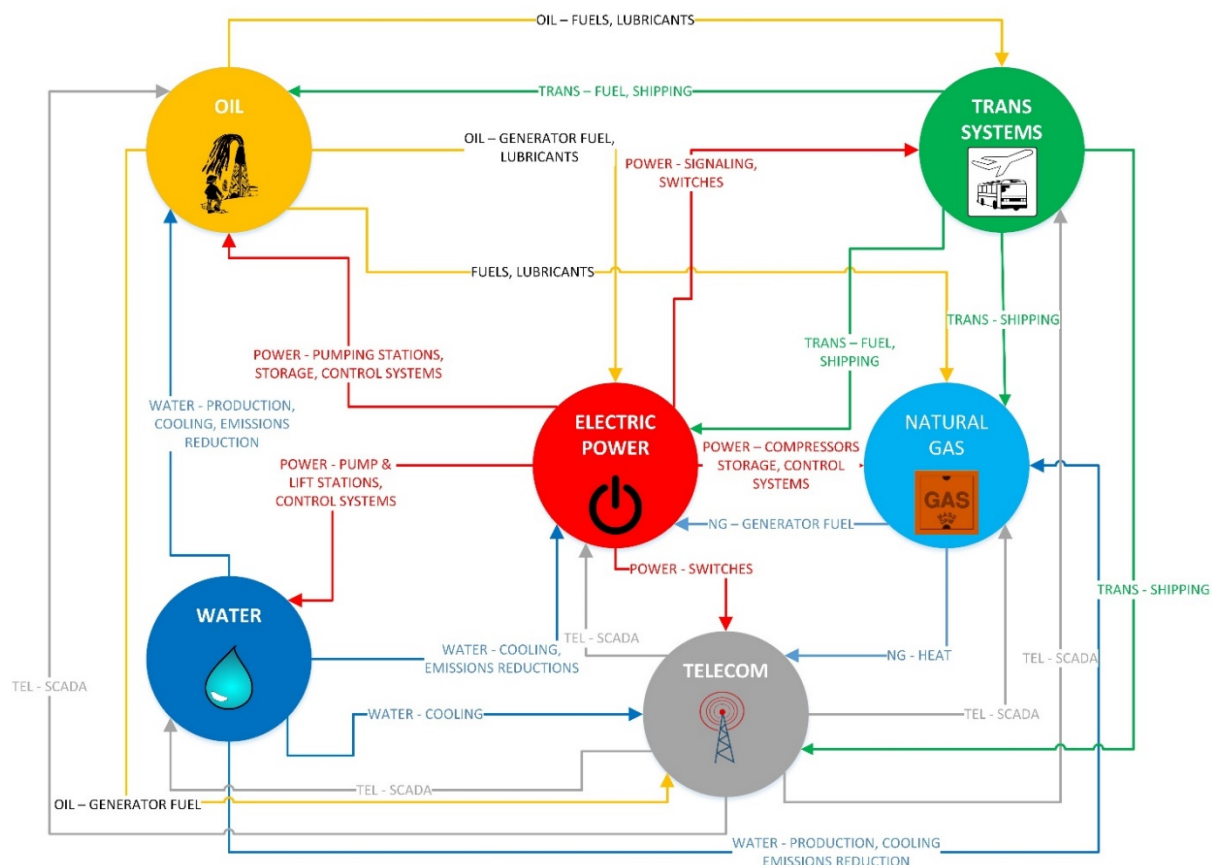 OIL – FUELS, LUBRICANTS
OIL
TRANS – FUEL, SHIPPING
TRANS
SYSTEMS
OIL – GENERATOR FUEL,
LUBRICANTS
POWER - SIGNALING,
SWITCHES
FUELS, LUBRICANTS
TRANS - SHIPPING
TRANS – FUEL,
SHIPPING
POWER - PUMPING STATIONS,
STORAGE, CONTROL SYSTEMS
WATER - PRODUCTION,
COOLING, EMISSIONS
REDUCTION
ELECTRIC
POWER
NATURAL
GAS
POWER – COMPRESSORS
STORAGE, CONTROL
SYSTEMS
POWER - PUMP &
LIFT STATIONS,
CONTROL SYSTEMS
GAS
NG – GENERATOR FUEL
POWER - SWITCHES
TRANS - SHIPPING
WATER
WATER - COOLING,
EMISSIONS REDUCTIONS
TEL - SCADA
NG - HEAT
TEL - SCADA
TELECOM
TEL - SCADA
WATER - COOLING
TEL - SCADA
TEL - SCADA
OIL – GENERATOR FUEL
WATER - PRODUCTION, COOLING
EMISSIONS REDUCTION